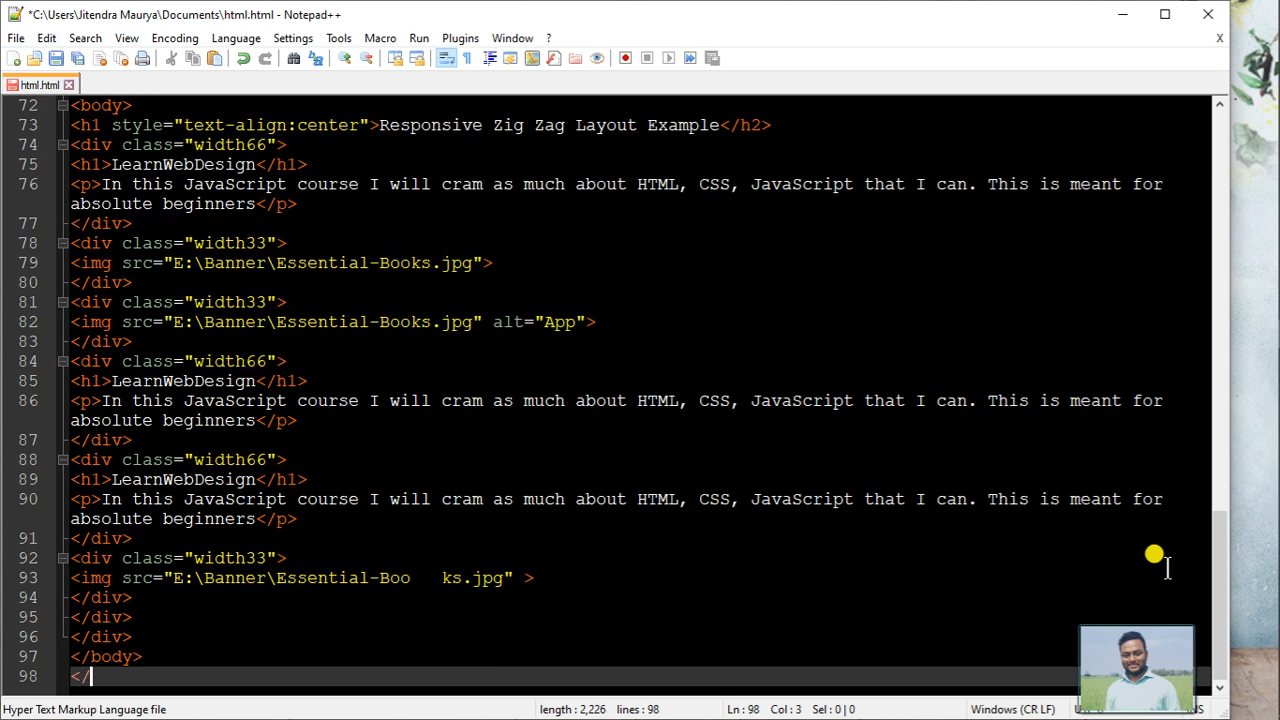 *C:\Users\Jitendra Maurya\Documents\html.html - Notepad++
File Edit Search View Encoding Language Settings Tools Macro Run Plugins Window ? X
html.html
72 <body>
73 <h1 style="text-align:center">Responsive Zig Zag Layout Example</h2>
74 <div class="width66">
75 <h1>LearnWebDesign</h1>
76 <p>In this JavaScript course I will cram as much about HTML, CSS, JavaScript that I can. This is meant for
absolute beginners</p>
77 </div>
78 <div class="width33">
79 <img src="E:\Banner\Essential-Books.jpg">
80 </div>
81 <div class="width33">
82 <img src="E:\Banner\Essential-Books.jpg" alt="App">
83 </div>
84 <div class="width66">
85 <h1>LearnWebDesign</h1>
86 <p>In this JavaScript course I will cram as much about HTML, CSS, JavaScript that I can. This is meant for
absolute beginners</p>
87 </div>
88 <div class="width66">
89 <h1>LearnWebDesign</h1>
90 <p>In this JavaScript course I will cram as much about HTML, CSS, JavaScript that I can. This is meant for
absolute beginners</p>
91 </div>
92 <div class="width33">
93 <img src="E:\Banner\Essential-Boo   ks.jpg" >
94 </div>
95 </div>
96 </div>
97 </body>
98 </
Hyper Text Markup Language file length : 2,226 lines : 98 Ln : 98 Col : 3 Sel : 0 | 0 Windows (CR LF)